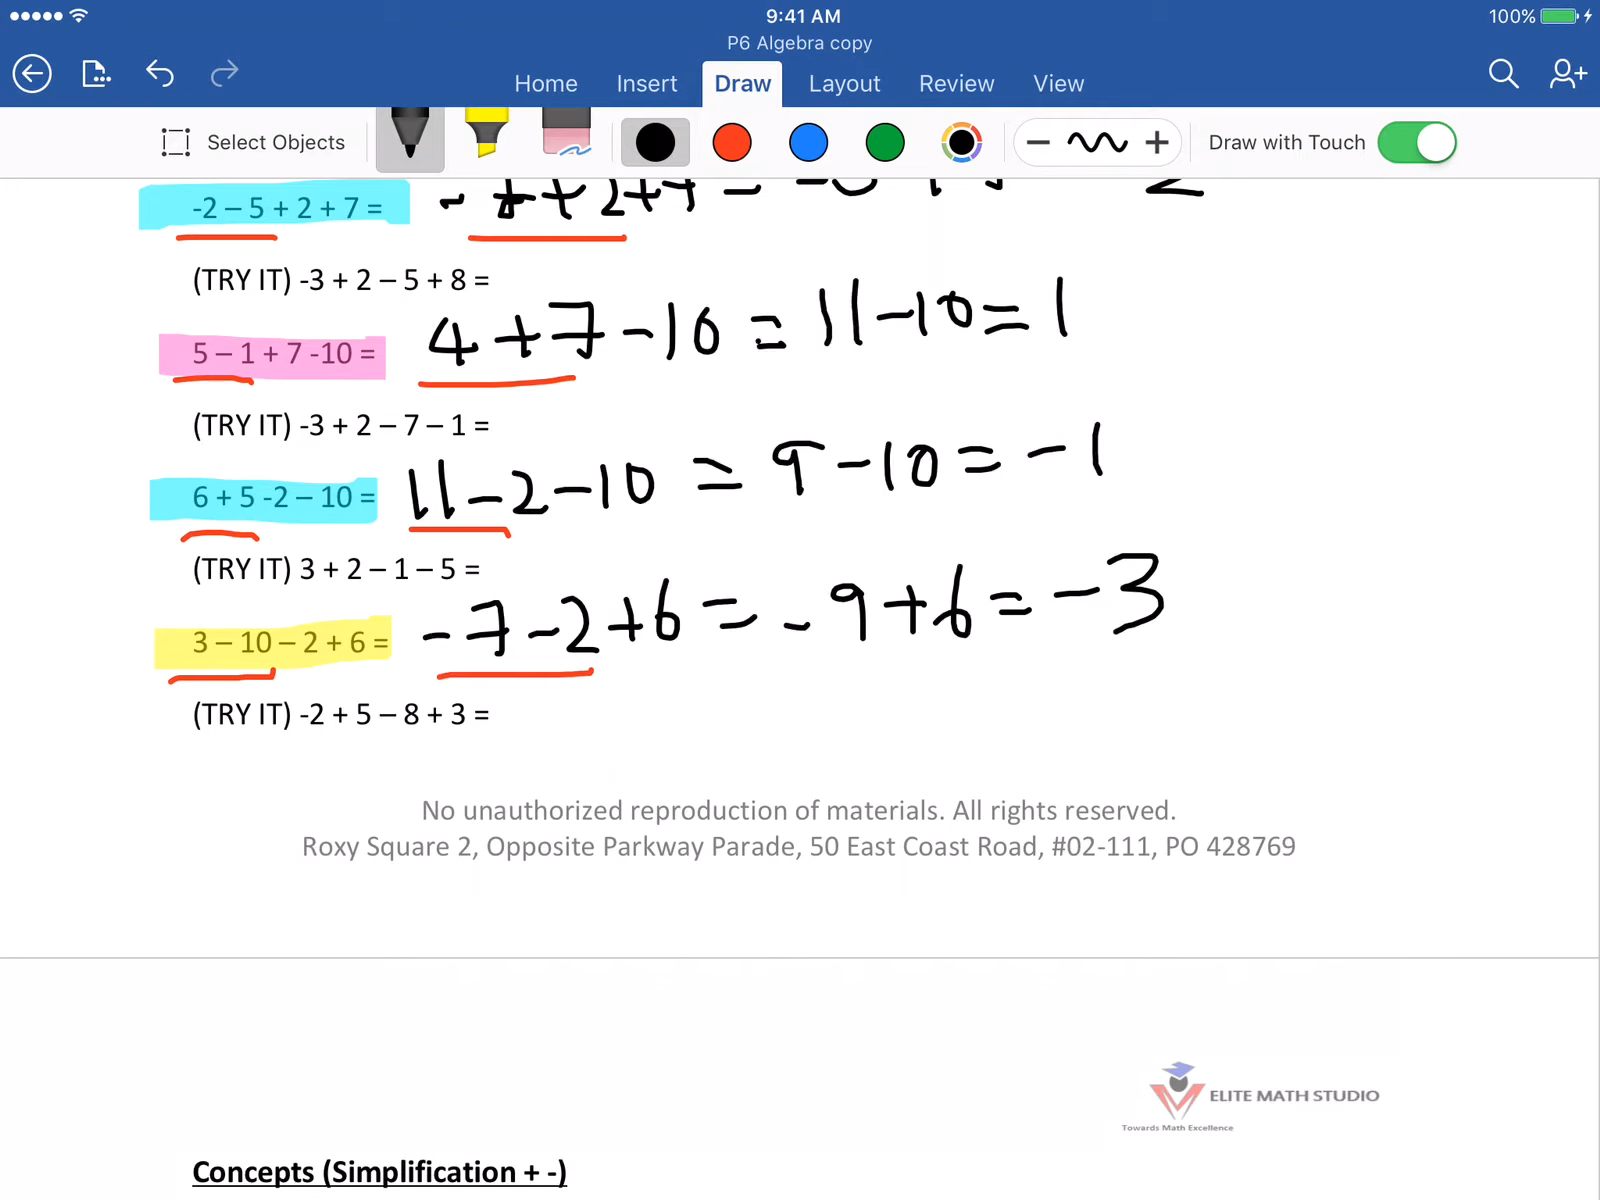 9:41 AM
100%
P6 Algebra copy
Home Insert Draw Layout Review View
Select Objects
Draw with Touch
-2 – 5 + 2 + 7 =
(TRY IT) -3 + 2 – 5 + 8 =
5 – 1 + 7 -10 = 4 + 7 - 10 = 11 - 10 = 1
(TRY IT) -3 + 2 – 7 – 1 =
6 + 5 -2 – 10 = 11 - 2 - 10 = 9 - 10 = -1
(TRY IT) 3 + 2 – 1 – 5 =
3 – 10 – 2 + 6 = -7 - 2 + 6 = -9 + 6 = -3
(TRY IT) -2 + 5 – 8 + 3 =
No unauthorized reproduction of materials. All rights reserved.
Roxy Square 2, Opposite Parkway Parade, 50 East Coast Road, #02-111, PO 428769
ELITE MATH STUDIO
Towards Math Excellence
Concepts (Simplification + -)